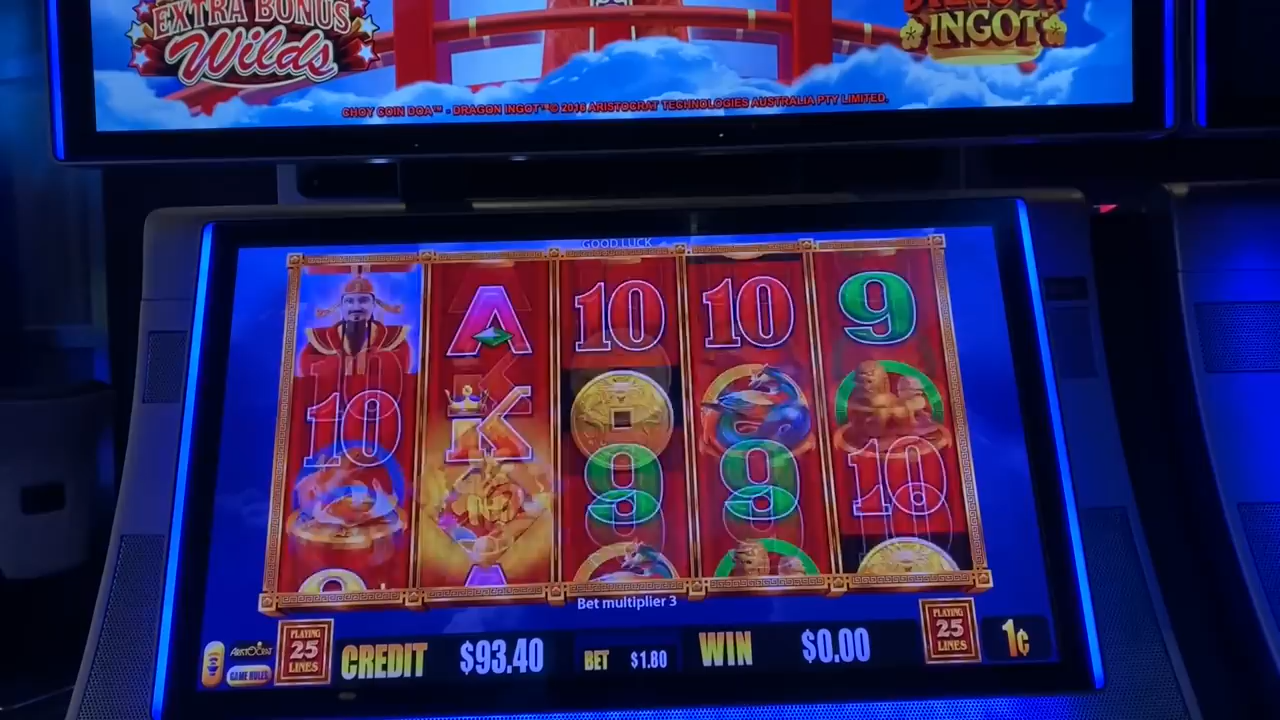 EXTRA BONUS
Wilds
DRAGON
INGOT
CHOY COIN DOA™ - DRAGON INGOT™ © 2016 ARISTOCRAT TECHNOLOGIES AUSTRALIA PTY LIMITED.
GOOD LUCK
A 10 10 9
10 K
9 9 10
Bet multiplier 3
ARISTOCRAT
GAME RULES
PLAYING
25
LINES
CREDIT $93.40
BET $1.80
WIN $0.00
PLAYING
25
LINES
1¢